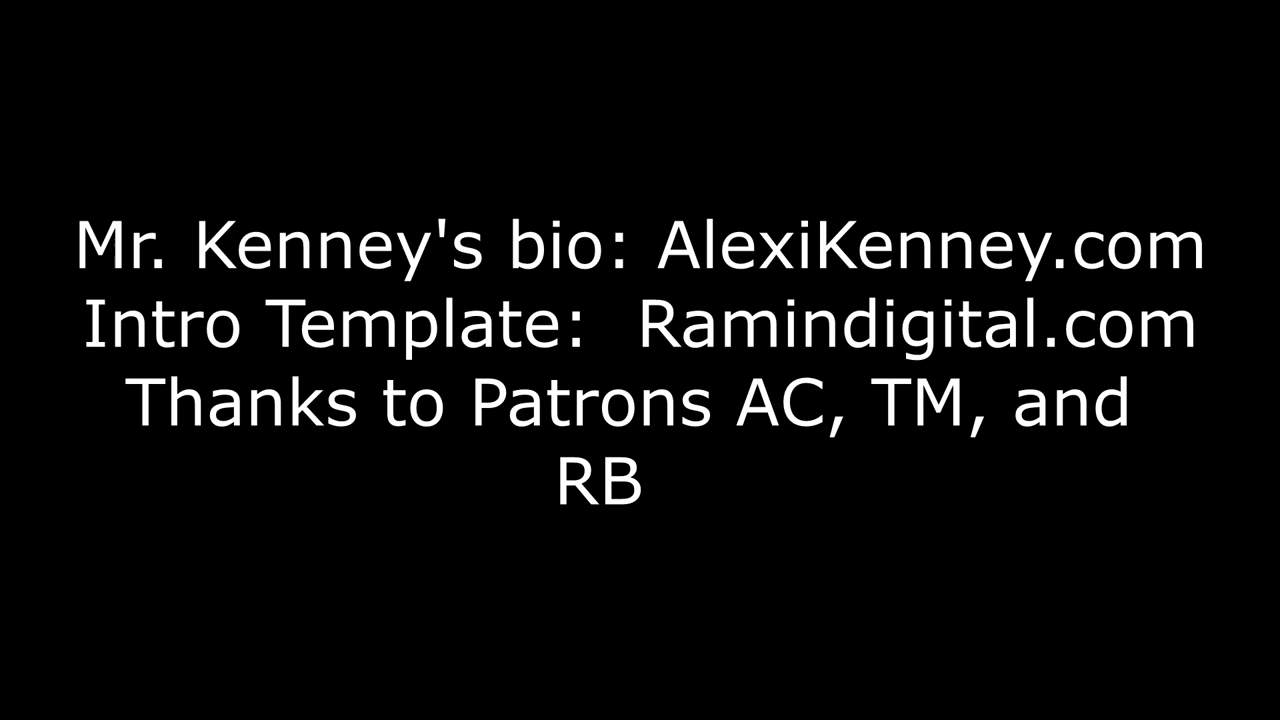 Mr. Kenney's bio: AlexiKenney.com
Intro Template:  Ramindigital.com
Thanks to Patrons AC, TM, and
RB